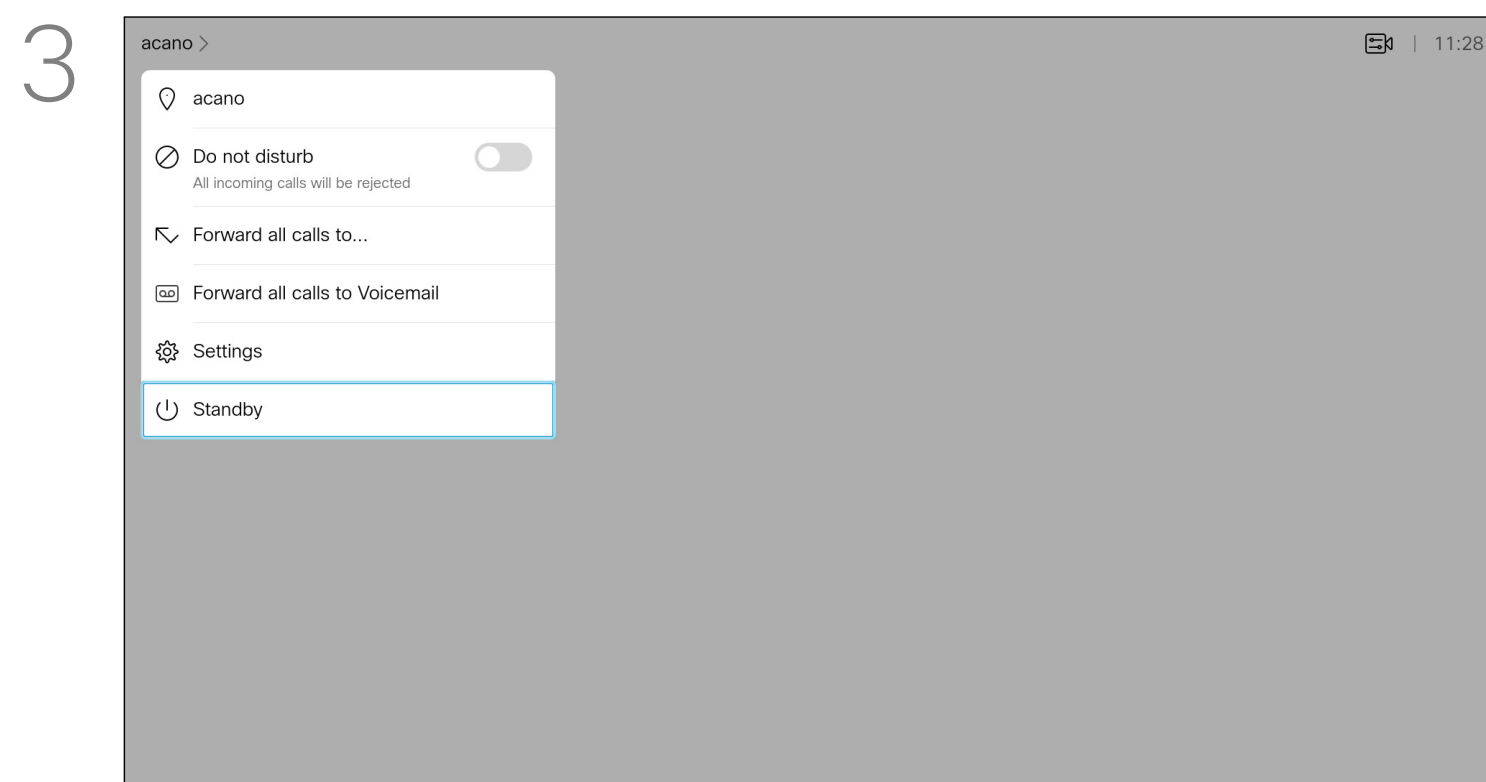 3
acano >
11:28
acano
Do not disturb
All incoming calls will be rejected
Forward all calls to...
Forward all calls to Voicemail
Settings
Standby